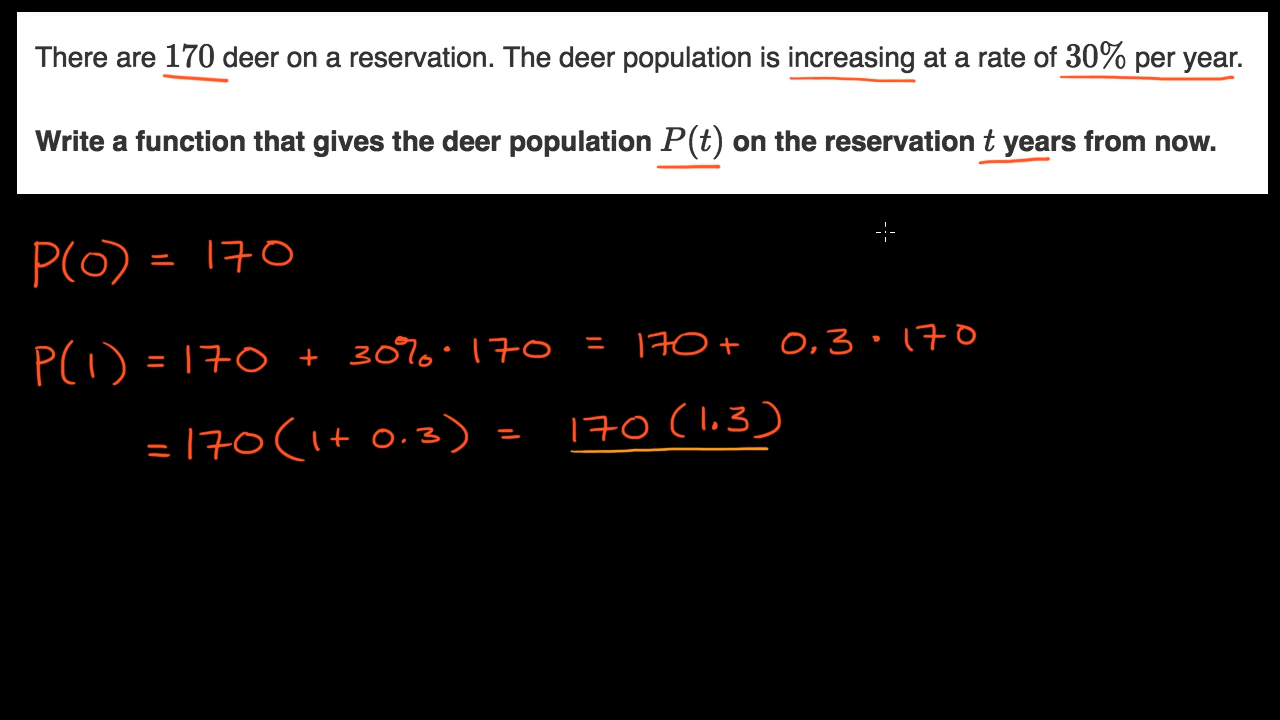 There are 170 deer on a reservation. The deer population is increasing at a rate of 30% per year.
Write a function that gives the deer population P(t) on the reservation t years from now.
P(0) = 170
P(1) = 170 + 30% · 170 = 170 + 0.3 · 170
= 170 (1 + 0.3) = 170 (1.3)